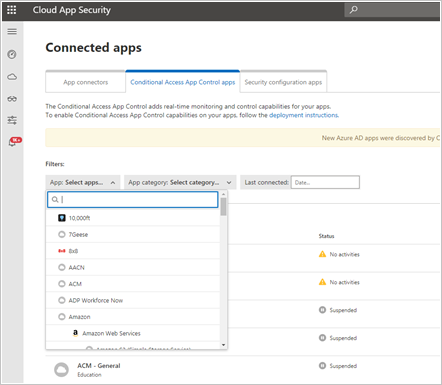 Cloud App Security
Connected apps
App connectors
Conditional Access App Control apps
Security configuration apps
The Conditional Access App Control adds real-time monitoring and control capabilities for your apps.
To enable Conditional Access App Control capabilities on your apps, follow the deployment instructions.
New Azure AD apps were discovered by C
Filters:
App: Select apps...
App category: Select category...
Last connected:
Date...
10,000ft
7Geese
8x8
AACN
ACM
ADP Workforce Now
Amazon
Amazon Web Services
Status
No activities
No activities
Suspended
Suspended
ACM - General
Education
Suspended